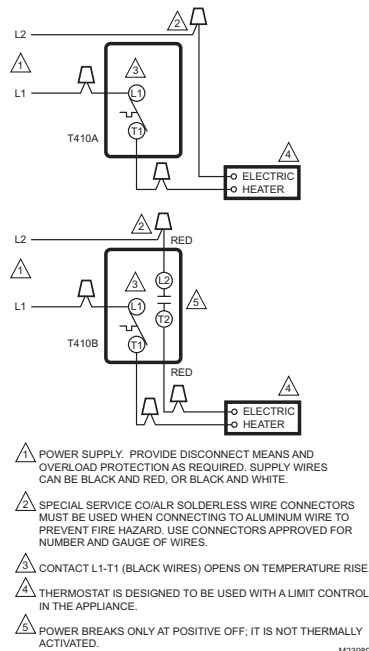 2
L2
1
3
L1
L1
T1
T410A
4
ELECTRIC
HEATER
2
L2
RED
1
3
L2
5
L1
L1
T2
T410B
T1
RED
4
ELECTRIC
HEATER
1 POWER SUPPLY. PROVIDE DISCONNECT MEANS AND
OVERLOAD PROTECTION AS REQUIRED. SUPPLY WIRES
CAN BE BLACK AND RED, OR BLACK AND WHITE.
2 SPECIAL SERVICE CO/ALR SOLDERLESS WIRE CONNECTORS
MUST BE USED WHEN CONNECTING TO ALUMINUM WIRE TO
PREVENT FIRE HAZARD. USE CONNECTORS APPROVED FOR
NUMBER AND GAUGE OF WIRES.
3 CONTACT L1-T1 (BLACK WIRES) OPENS ON TEMPERATURE RISE
4 THERMOSTAT IS DESIGNED TO BE USED WITH A LIMIT CONTROL
IN THE APPLIANCE.
5 POWER BREAKS ONLY AT POSITIVE OFF; IT IS NOT THERMALLY
ACTIVATED.